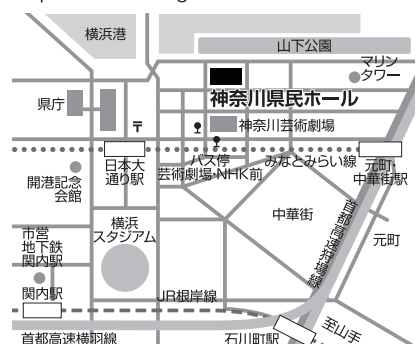 横浜港
山下公園
マリン
タワー
県庁
神奈川県民ホール
〒
神奈川芸術劇場
日本大
通り駅
バス停
芸術劇場・NHK前
みなとみらい線
元町・
中華街駅
開港記念
会館
市営
地下鉄
関内駅
横浜
スタジアム
中華街
首都高速狩場線
元町
関内駅
JR根岸線
首都高速横羽線
石川町駅
至山手